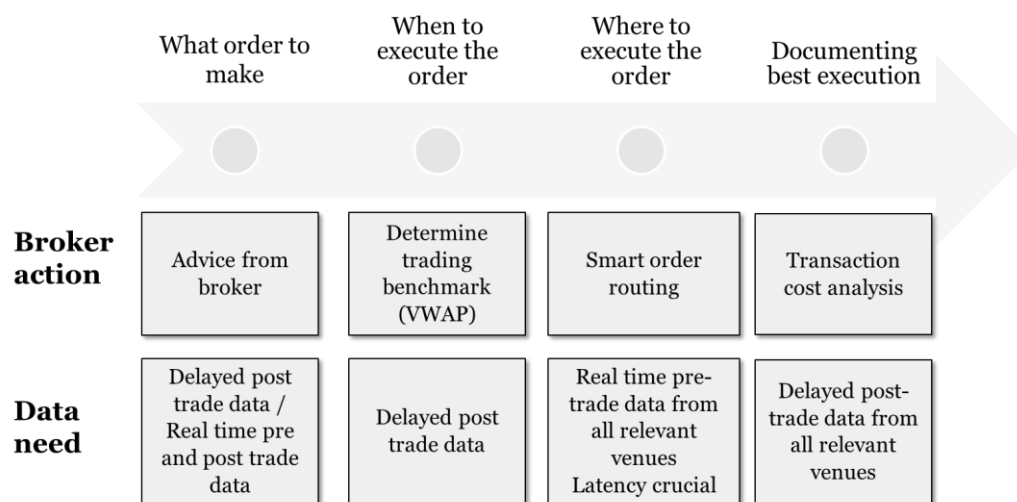 What order to
make
When to
execute the
order
Where to
execute the
order
Documenting
best execution
Broker
action
Advice from
broker
Determine
trading
benchmark
(VWAP)
Smart order
routing
Transaction
cost analysis
Data
need
Delayed post
trade data /
Real time pre
and post trade
data
Delayed post
trade data
Real time pre-
trade data from
all relevant
venues
Latency crucial
Delayed post-
trade data from
all relevant
venues